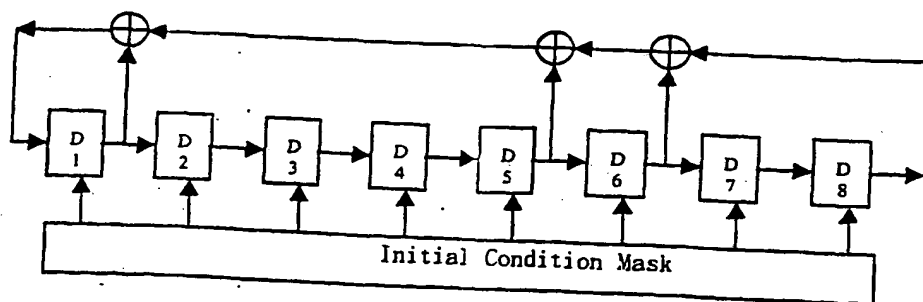 D 1
D 2
D 3
D 4
D 5
D 6
D 7
D 8
Initial Condition Mask